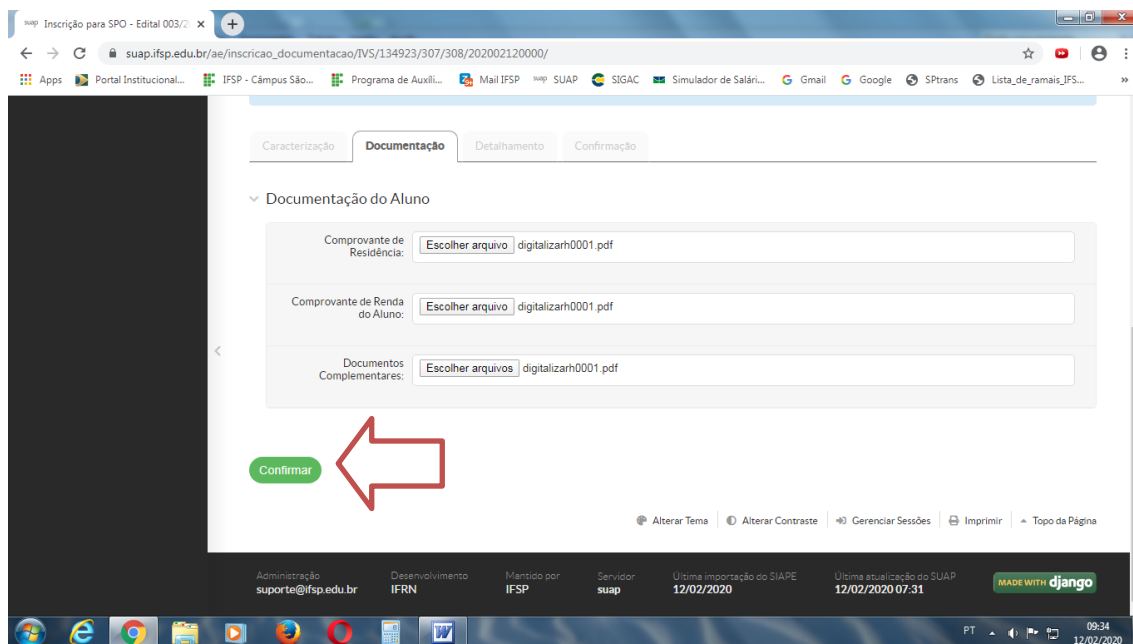 suap Inscrição para SPO - Edital 003/2
suap.ifsp.edu.br/ae/inscricao_documentacao/IVS/134923/307/308/202002120000/
Apps Portal Institucional... IFSP - Câmpus São... Programa de Auxíli... Mail IFSP suap SUAP SIGAC Simulador de Salári... Gmail Google SPtrans Lista_de_ramais_IFS... »
Caracterização Documentação Detalhamento Confirmação
Documentação do Aluno
Comprovante de
Residência:
Escolher arquivo digitalizarh0001.pdf
Comprovante de Renda
do Aluno:
Escolher arquivo digitalizarh0001.pdf
Documentos
Complementares:
Escolher arquivos digitalizarh0001.pdf
Confirmar
Alterar Tema Alterar Contraste Gerenciar Sessões Imprimir Topo da Página
Administração Desenvolvimento Mantido por Servidor Última importação do SIAPE Última atualização do SUAP
suporte@ifsp.edu.br IFRN IFSP suap 12/02/2020 12/02/2020 07:31
MADE WITH django
PT 09:34
12/02/2020